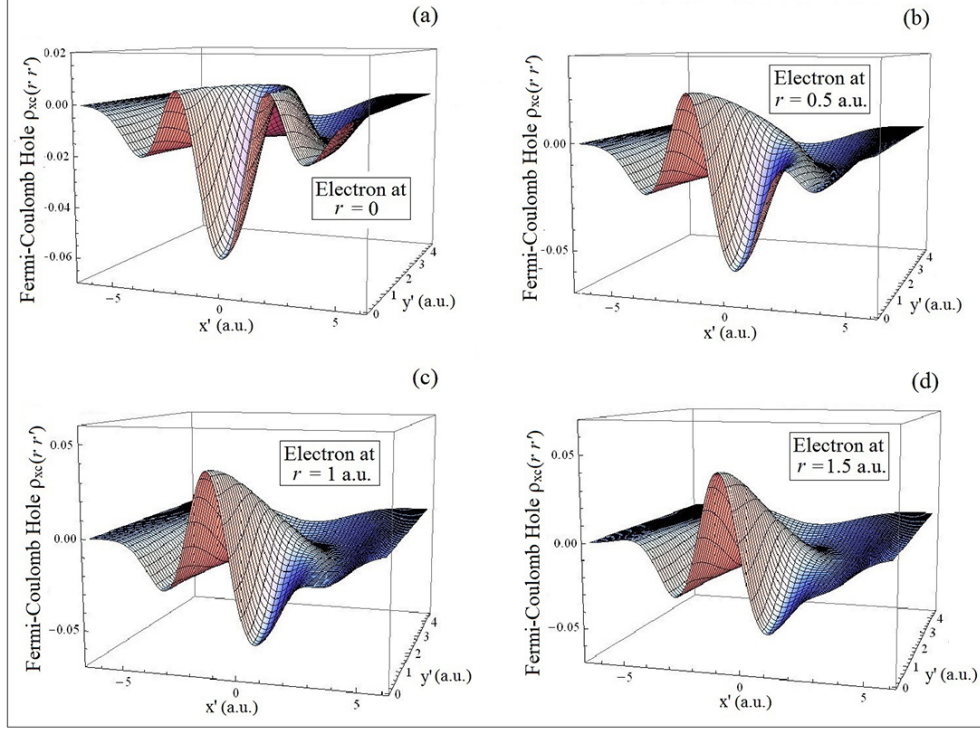 (a)
Fermi-Coulomb Hole ρxc(r r′)
0.02
0.00
-0.02
-0.04
-0.06
Electron at
r = 0
−5
0
5
x' (a.u.)
0
1
2
3
4
y' (a.u.)
(b)
Fermi-Coulomb Hole ρxc(r r′)
0.00
-0.05
Electron at
r = 0.5 a.u.
−5
0
5
x' (a.u.)
0
1
2
3
4
y' (a.u.)
(c)
Fermi-Coulomb Hole ρxc(r r′)
0.05
0.00
−0.05
Electron at
r = 1 a.u.
−5
0
5
x' (a.u.)
0
1
2
3
4
y' (a.u.)
(d)
Fermi-Coulomb Hole ρxc(r r′)
0.05
0.00
−0.05
Electron at
r = 1.5 a.u.
−5
0
5
x' (a.u.)
0
1
2
3
4
y' (a.u.)